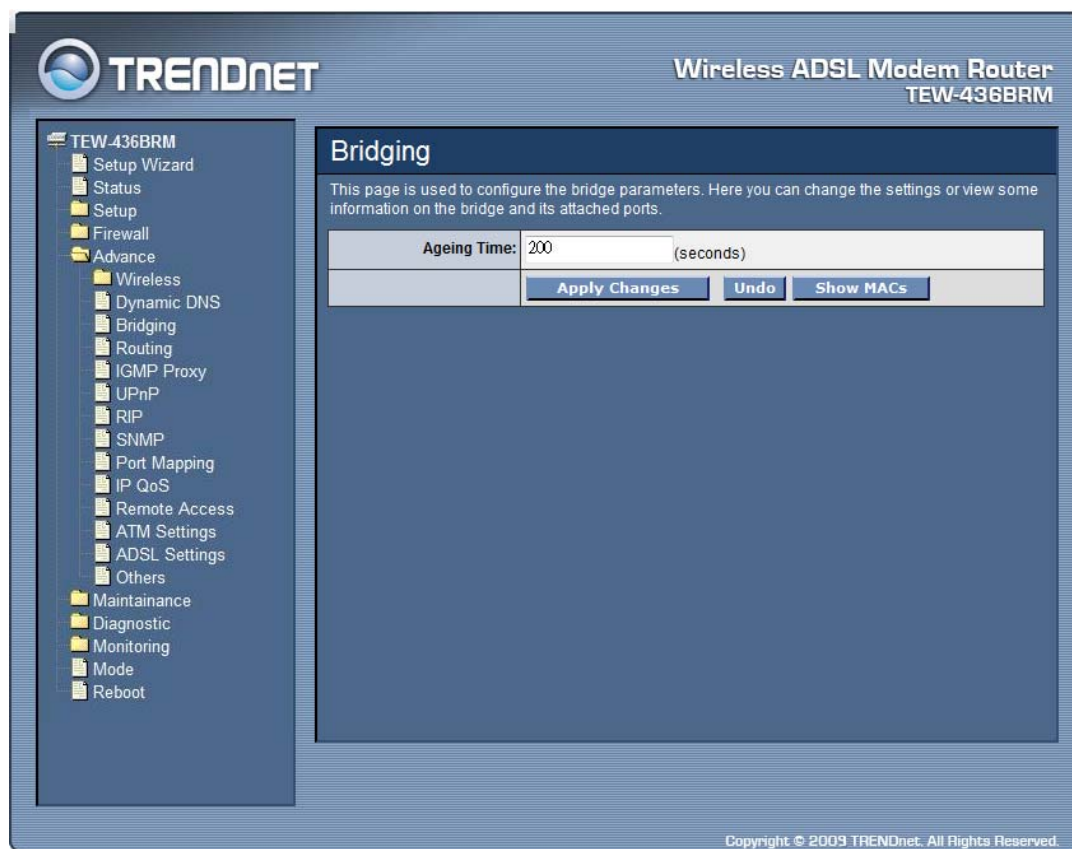 TRENDnet
Wireless ADSL Modem Router
TEW-436BRM
TEW-436BRM
Setup Wizard
Status
Setup
Firewall
Advance
Wireless
Dynamic DNS
Bridging
Routing
IGMP Proxy
UPnP
RIP
SNMP
Port Mapping
IP QoS
Remote Access
ATM Settings
ADSL Settings
Others
Maintainance
Diagnostic
Monitoring
Mode
Reboot
Bridging
This page is used to configure the bridge parameters. Here you can change the settings or view some
information on the bridge and its attached ports.
Ageing Time: 200 (seconds)
Apply Changes Undo Show MACs
Copyright © 2009 TRENDnet. All Rights Reserved.